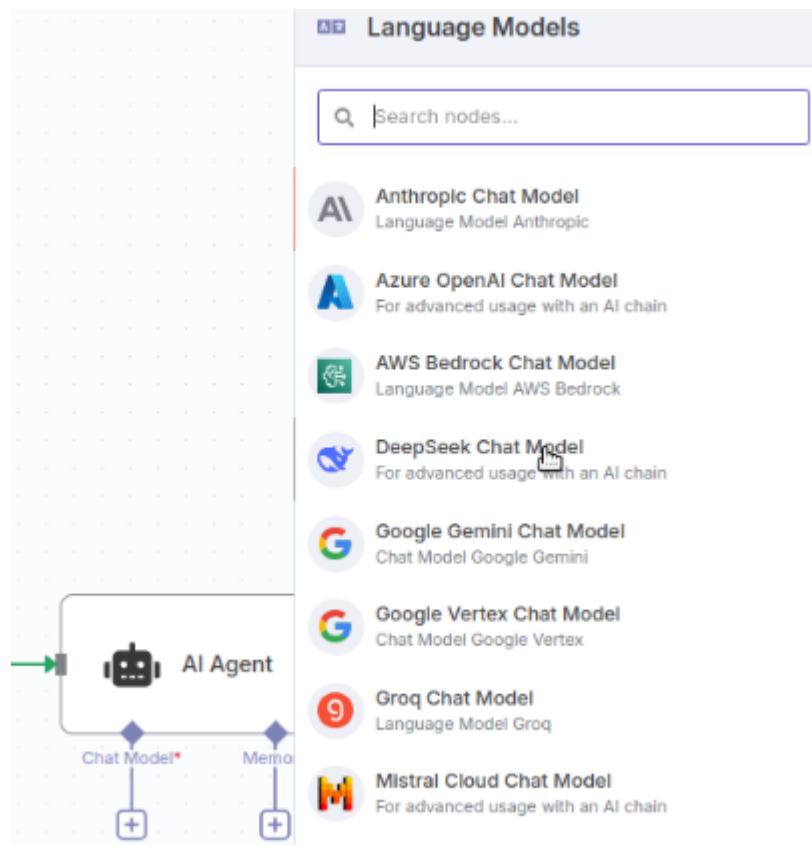 Language Models
Search nodes...
Anthropic Chat Model
Language Model Anthropic
Azure OpenAI Chat Model
For advanced usage with an AI chain
AWS Bedrock Chat Model
Language Model AWS Bedrock
DeepSeek Chat Model
For advanced usage with an AI chain
Google Gemini Chat Model
Chat Model Google Gemini
Google Vertex Chat Model
Chat Model Google Vertex
Groq Chat Model
Language Model Groq
Mistral Cloud Chat Model
For advanced usage with an AI chain
AI Agent
Chat Model*
Memo